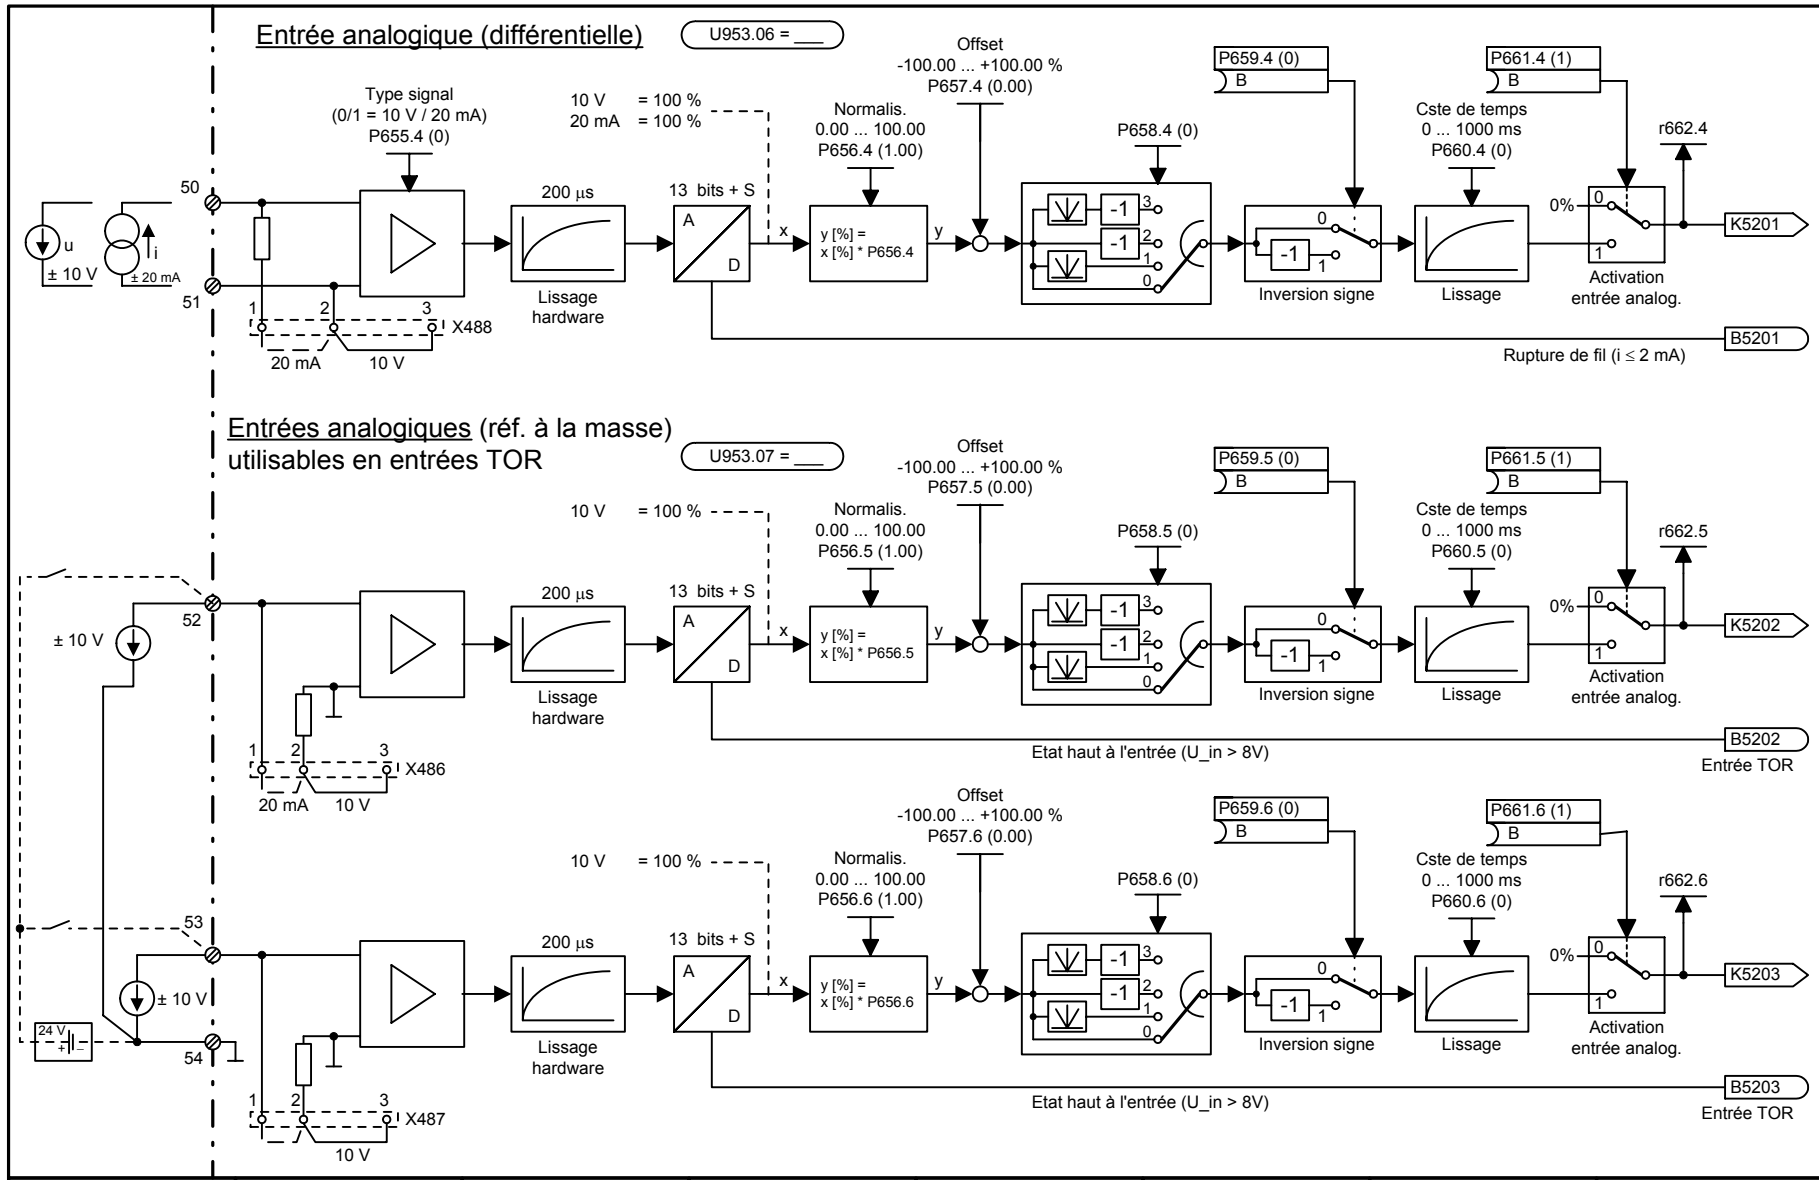 Entrée analogique (différentielle)
U953.06 = ___
Type signal
(0/1 = 10 V / 20 mA)
P655.4 (0)
10 V = 100 %
20 mA = 100 %
Normalis.
0.00 ... 100.00
P656.4 (1.00)
Offset
-100.00 ... +100.00 %
P657.4 (0.00)
P658.4 (0)
P659.4 (0)
B
Cste de temps
0 ... 1000 ms
P660.4 (0)
P661.4 (1)
B
r662.4
50
51
u
± 10 V
i
± 20 mA
1 2 3
X488
20 mA 10 V
200 µs
Lissage
hardware
13 bits + S
A
D
x
y [%] =
x [%] * P656.4
y
-1 3
-1 2
1
0
0
-1 1
Inversion signe
Lissage
0% 0
1
Activation
entrée analog.
K5201
B5201
Rupture de fil (i ≤ 2 mA)
Entrées analogiques (réf. à la masse)
utilisables en entrées TOR
U953.07 = ___
10 V = 100 %
Normalis.
0.00 ... 100.00
P656.5 (1.00)
Offset
-100.00 ... +100.00 %
P657.5 (0.00)
P658.5 (0)
P659.5 (0)
B
Cste de temps
0 ... 1000 ms
P660.5 (0)
P661.5 (1)
B
r662.5
52
± 10 V
1 2 3
X486
20 mA 10 V
200 µs
Lissage
hardware
13 bits + S
A
D
x
y [%] =
x [%] * P656.5
y
-1 3
-1 2
1
0
0
-1 1
Inversion signe
Lissage
0% 0
1
Activation
entrée analog.
K5202
B5202
Etat haut à l'entrée (U_in > 8V)
Entrée TOR
10 V = 100 %
Normalis.
0.00 ... 100.00
P656.6 (1.00)
Offset
-100.00 ... +100.00 %
P657.6 (0.00)
P658.6 (0)
P659.6 (0)
B
Cste de temps
0 ... 1000 ms
P660.6 (0)
P661.6 (1)
B
r662.6
53
± 10 V
24 V
+ –
54
1 2 3
X487
10 V
200 µs
Lissage
hardware
13 bits + S
A
D
x
y [%] =
x [%] * P656.6
y
-1 3
-1 2
1
0
0
-1 1
Inversion signe
Lissage
0% 0
1
Activation
entrée analog.
K5203
B5203
Etat haut à l'entrée (U_in > 8V)
Entrée TOR